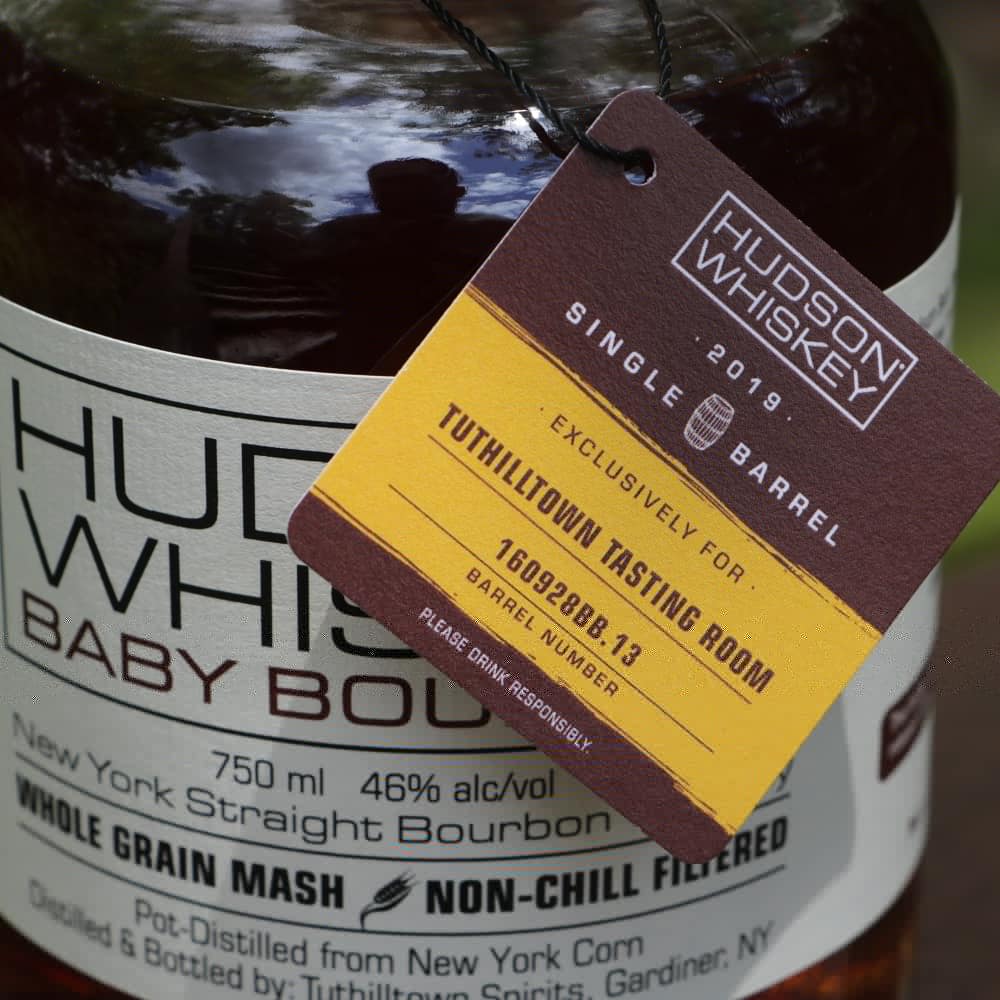 HUDSON
WHISKEY
· 2019 ·
SINGLE BARREL
· EXCLUSIVELY FOR ·
TUTHILLTOWN TASTING ROOM
160928BB.13
BARREL NUMBER
PLEASE DRINK RESPONSIBLY.
HUD
WHIS
BABY BOU
750 ml 46% alc/vol
New York Straight Bourbon
WHOLE GRAIN MASH NON-CHILL FILTERED
Pot-Distilled from New York Corn
Distilled & Bottled by: Tuthilltown Spirits, Gardiner, NY